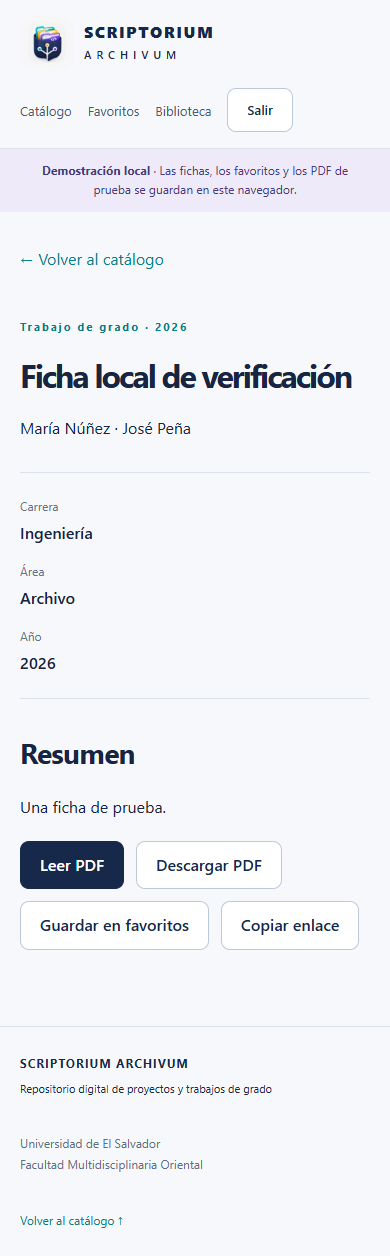 SCRIPTORIUM
ARCHIVUM
Catálogo Favoritos Biblioteca Salir
Demostración local · Las fichas, los favoritos y los PDF de
prueba se guardan en este navegador.
← Volver al catálogo
Trabajo de grado · 2026
Ficha local de verificación
María Núñez · José Peña
Carrera
Ingeniería
Área
Archivo
Año
2026
Resumen
Una ficha de prueba.
Leer PDF Descargar PDF
Guardar en favoritos Copiar enlace
SCRIPTORIUM ARCHIVUM
Repositorio digital de proyectos y trabajos de grado
Universidad de El Salvador
Facultad Multidisciplinaria Oriental
Volver al catálogo ↑